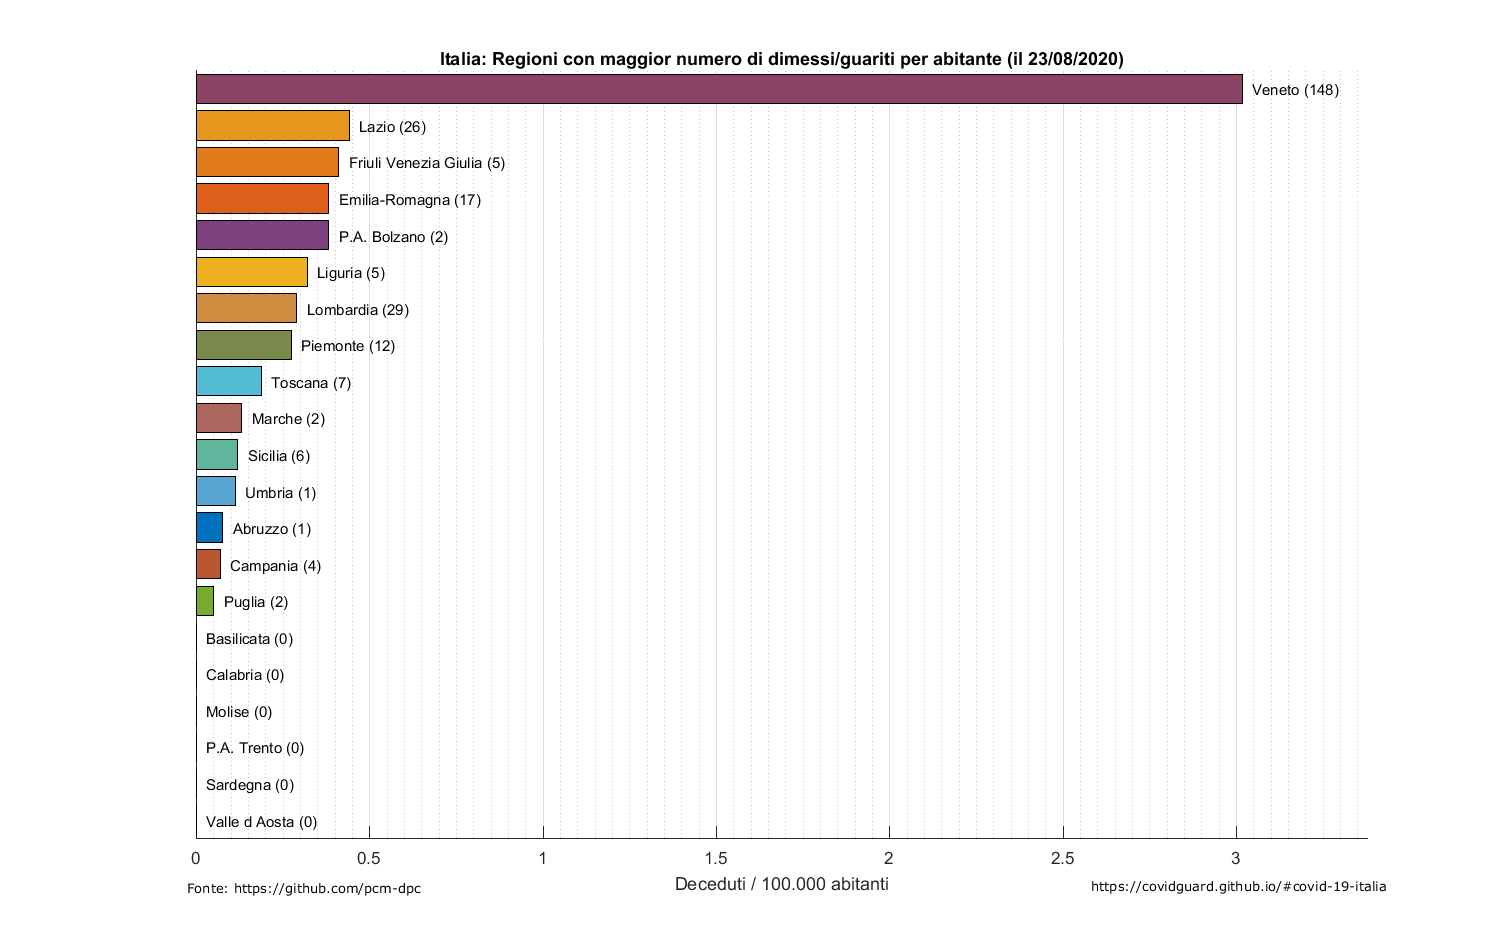 Italia: Regioni con maggior numero di dimessi/guariti per abitante (il 23/08/2020)
Veneto (148)
Lazio (26)
Friuli Venezia Giulia (5)
Emilia-Romagna (17)
P.A. Bolzano (2)
Liguria (5)
Lombardia (29)
Piemonte (12)
Toscana (7)
Marche (2)
Sicilia (6)
Umbria (1)
Abruzzo (1)
Campania (4)
Puglia (2)
Basilicata (0)
Calabria (0)
Molise (0)
P.A. Trento (0)
Sardegna (0)
Valle d Aosta (0)
0 0.5 1 1.5 2 2.5 3
Deceduti / 100.000 abitanti
Fonte: https://github.com/pcm-dpc
https://covidguard.github.io/#covid-19-italia